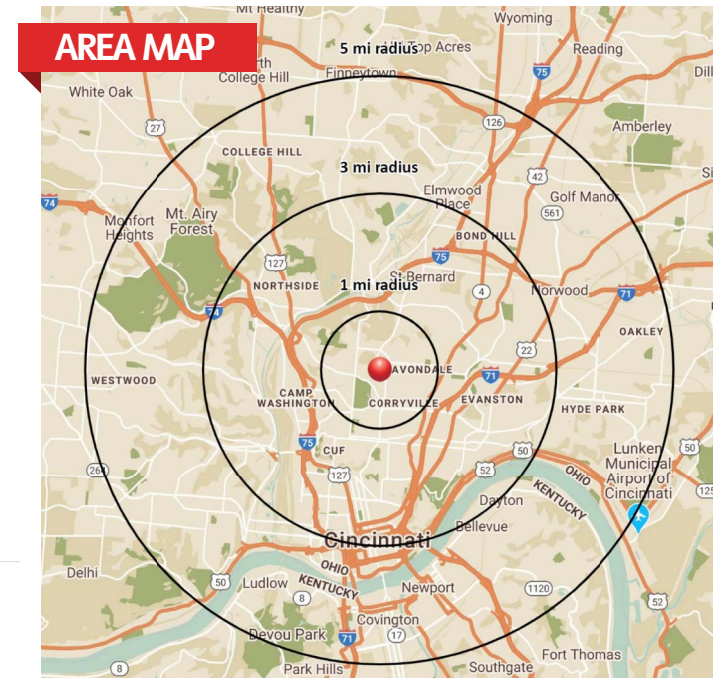 AREA MAP
Mt Healthy
Wyoming
5 mi radius
Top Acres
Reading
75
College Hill
Finneytown
White Oak
27
126
Amberley
COLLEGE HILL
3 mi radius
42
Elmwood
Place
Golf Manor
561
74
Monfort
Heights
Mt. Airy
Forest
BOND HILL
75
127
St Bernard
NORTHSIDE
1 mi radius
4
Norwood
71
74
OAKLEY
22
AVONDALE
71
WESTWOOD
CAMP
WASHINGTON
CORRYVILLE
EVANSTON
HYDE PARK
75
CUF
50
50
Lunken
Municipal
Airport of
Cincinnati
264
127
52
OHIO
KENTUCKY
125
Dayton
Bellevue
Cincinnati
Delhi
50
Ludlow
OHIO
KENTUCKY
8
Newport
1120
52
Covington
17
71
Devou Park
Fort Thomas
8
Park Hills
Southgate